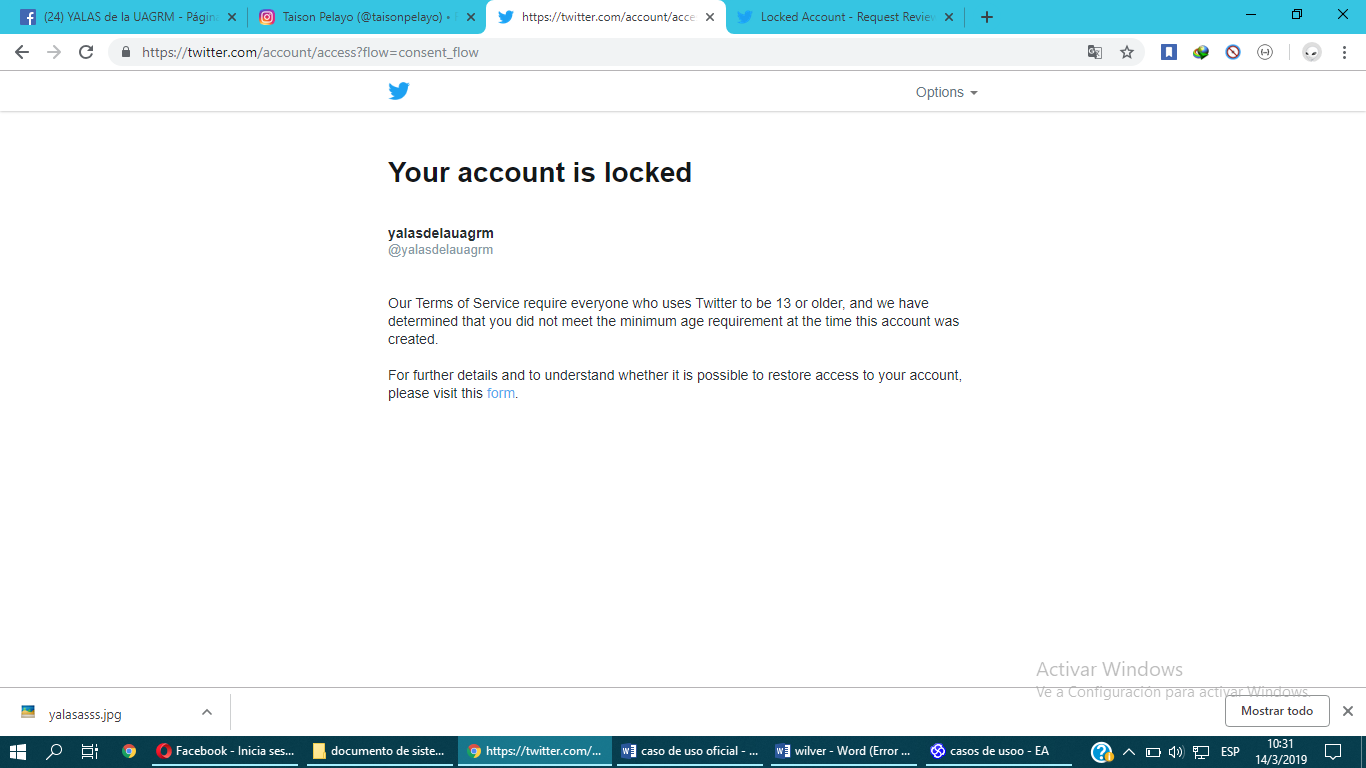 (24) YALAS de la UAGRM - Págin
Taison Pelayo (@taisonpelayo) •
https://twitter.com/account/acce
Locked Account - Request Review
https://twitter.com/account/access?flow=consent_flow
Options
Your account is locked
yalasdelauagrm
@yalasdelauagrm
Our Terms of Service require everyone who uses Twitter to be 13 or older, and we have
determined that you did not meet the minimum age requirement at the time this account was
created.
For further details and to understand whether it is possible to restore access to your account,
please visit this form.
Activar Windows
Ve a Configuración para activar Windows.
yalasasss.jpg
Mostrar todo
Facebook - Inicia ses...
documento de siste...
https://twitter.com/...
caso de uso oficial - ...
wilver - Word (Error ...
casos de usoo - EA
ESP
10:31
14/3/2019